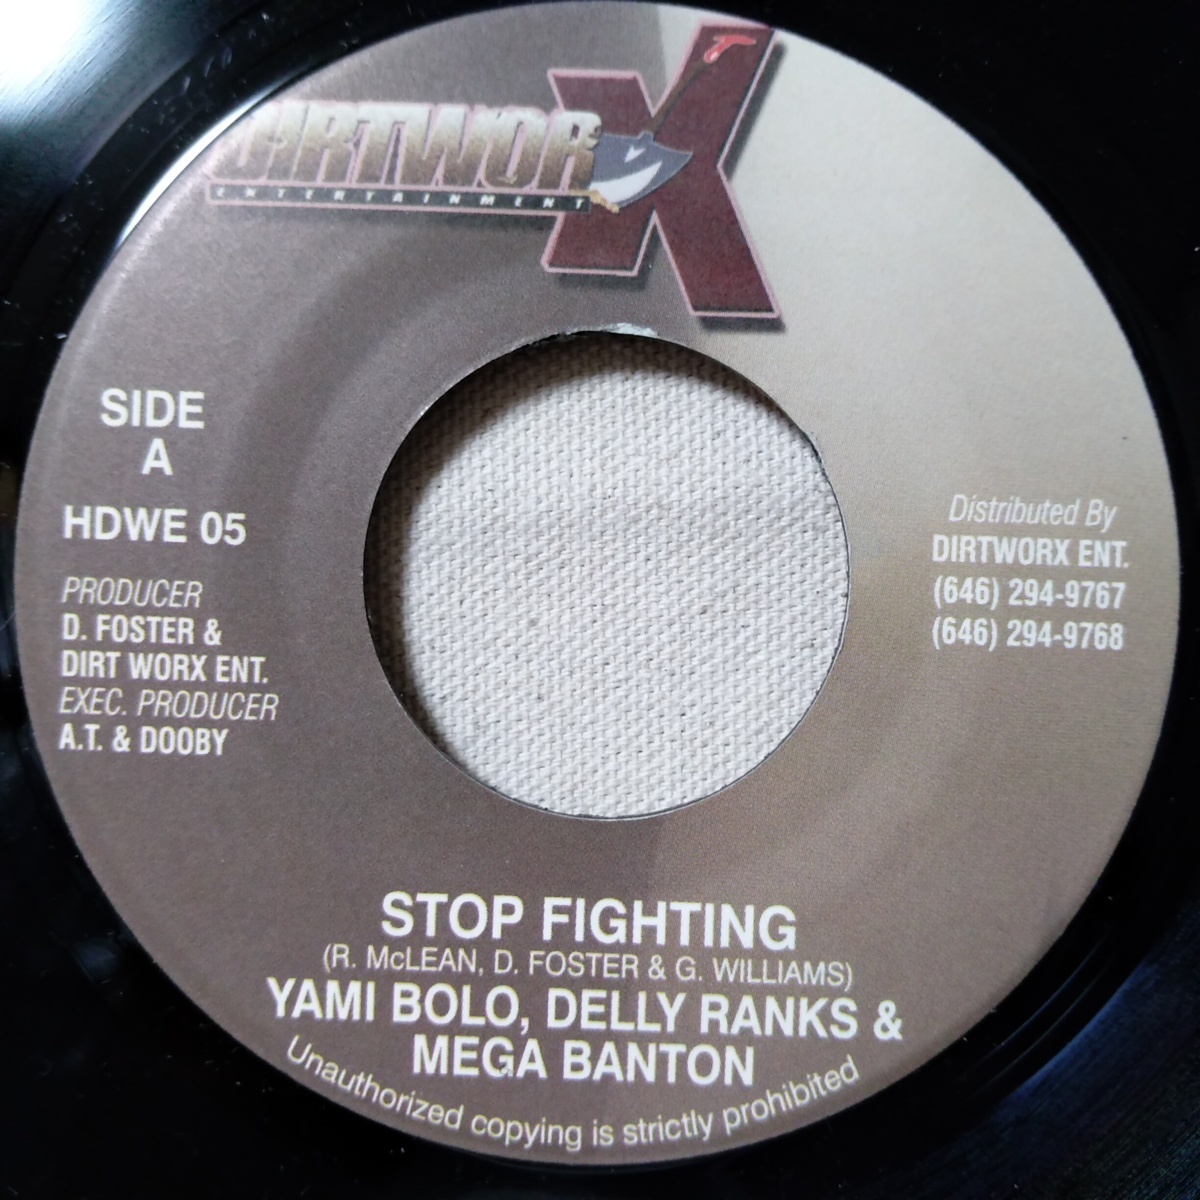 DIRTWORX
ENTERTAINMENT
SIDE
A
HDWE 05
PRODUCER
D. FOSTER &
DIRT WORX ENT.
EXEC. PRODUCER
A.T. & DOOBY
Distributed By
DIRTWORX ENT.
(646) 294-9767
(646) 294-9768
STOP FIGHTING
(R. McLEAN, D. FOSTER & G. WILLIAMS)
YAMI BOLO, DELLY RANKS &
MEGA BANTON
Unauthorized copying is strictly prohibited